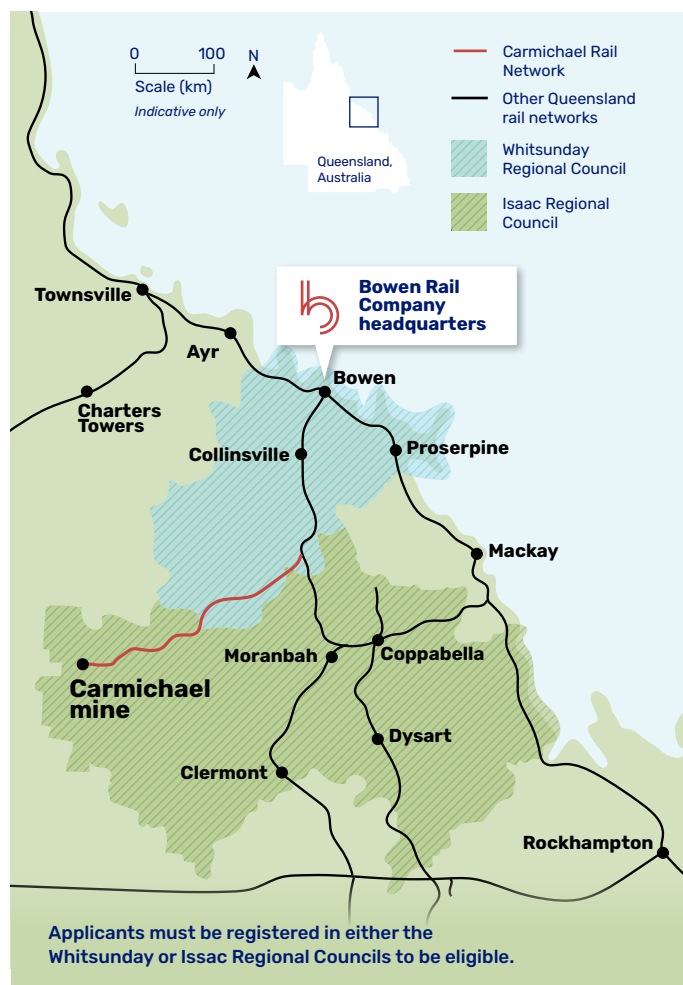 0 100
Scale (km)
Indicative only
N
Queensland,
Australia
Carmichael Rail
Network
Other Queensland
rail networks
Whitsunday
Regional Council
Isaac Regional
Council
Bowen Rail
Company
headquarters
Townsville
Ayr
Bowen
Charters
Towers
Collinsville
Proserpine
Mackay
Moranbah
Coppabella
Carmichael
mine
Dysart
Clermont
Rockhampton
Applicants must be registered in either the
Whitsunday or Issac Regional Councils to be eligible.